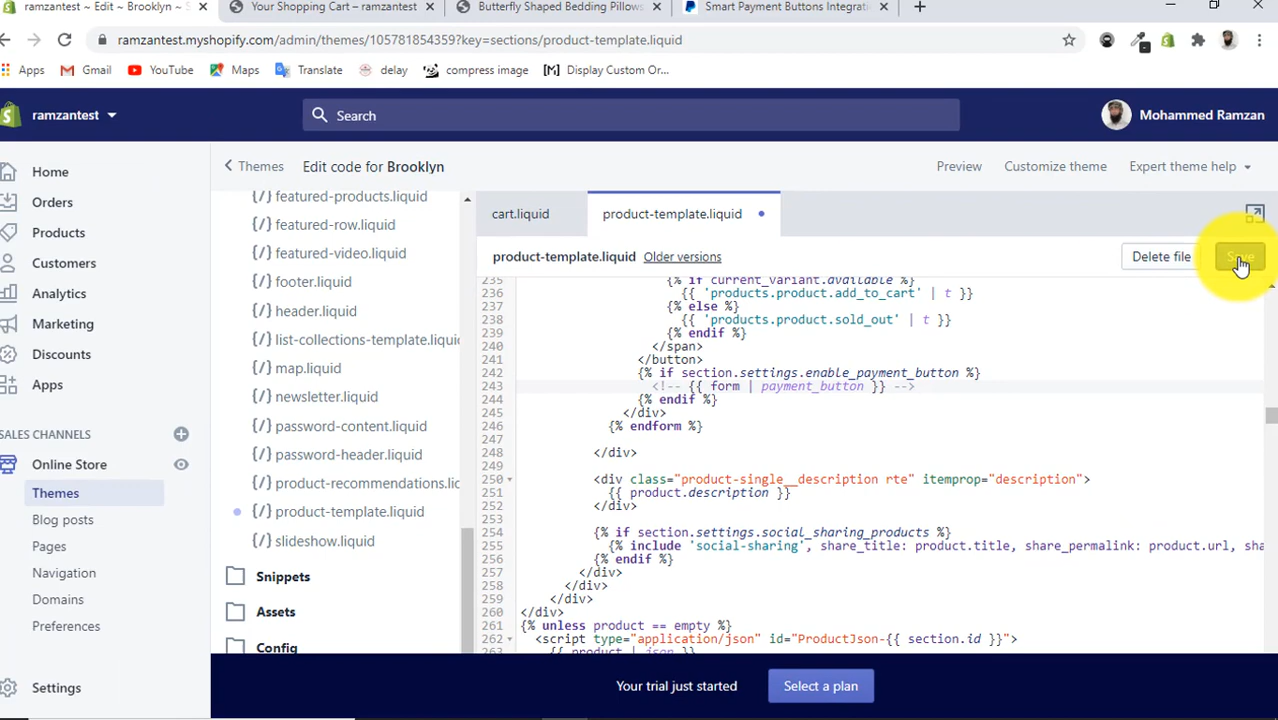 ramzantest ~ Edit ~ Brooklyn ~ S
Your Shopping Cart – ramzantest
Butterfly Shaped Bedding Pillows
Smart Payment Buttons Integrati
ramzantest.myshopify.com/admin/themes/105781854359?key=sections/product-template.liquid
Apps
Gmail
YouTube
Maps
Translate
delay
compress image
[M] Display Custom Or...
ramzantest
Search
Mohammed Ramzan
Home
Orders
Products
Customers
Analytics
Marketing
Discounts
Apps
SALES CHANNELS
Online Store
Themes
Blog posts
Pages
Navigation
Domains
Preferences
Settings
Themes
Edit code for Brooklyn
Preview
Customize theme
Expert theme help
{/} featured-products.liquid
{/} featured-row.liquid
{/} featured-video.liquid
{/} footer.liquid
{/} header.liquid
{/} list-collections-template.liquid
{/} map.liquid
{/} newsletter.liquid
{/} password-content.liquid
{/} password-header.liquid
{/} product-recommendations.lic
{/} product-template.liquid
{/} slideshow.liquid
Snippets
Assets
Config
cart.liquid
product-template.liquid
product-template.liquid
Older versions
Delete file
Save
235 {% if current_variant.available %}
236 {{ 'products.product.add_to_cart' | t }}
237 {% else %}
238 {{ 'products.product.sold_out' | t }}
239 {% endif %}
240 </span>
241 </button>
242 {% if section.settings.enable_payment_button %}
243 <!-- {{ form | payment_button }} -->
244 {% endif %}
245 </div>
246 {% endform %}
247
248 </div>
249
250 <div class="product-single__description rte" itemprop="description">
251 {{ product.description }}
252 </div>
253
254 {% if section.settings.social_sharing_products %}
255 {% include 'social-sharing', share_title: product.title, share_permalink: product.url, sha
256 {% endif %}
257 </div>
258 </div>
259 </div>
260 </div>
261 {% unless product == empty %}
262 <script type="application/json" id="ProductJson-{{ section.id }}">
263 {{ product | json }}
Your trial just started
Select a plan